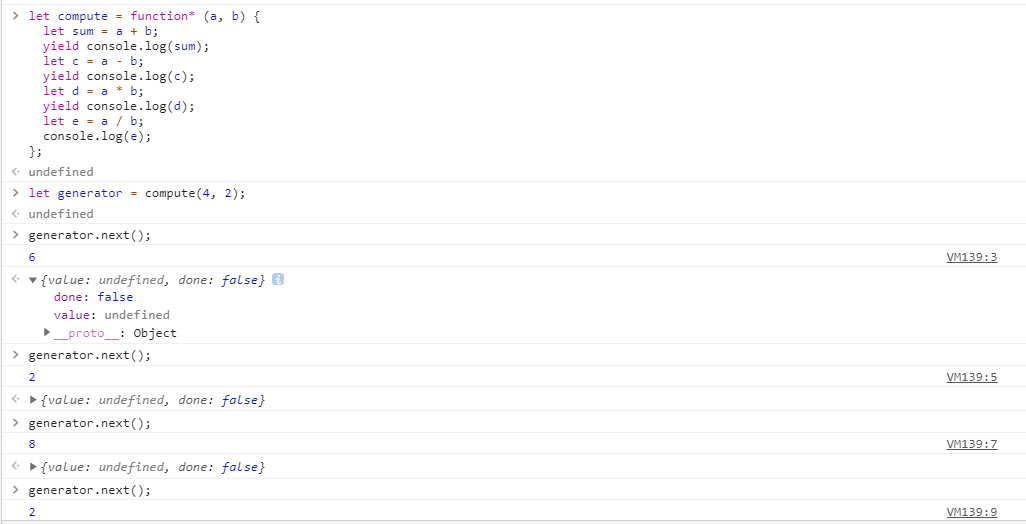 > let compute = function* (a, b) {
let sum = a + b;
yield console.log(sum);
let c = a - b;
yield console.log(c);
let d = a * b;
yield console.log(d);
let e = a / b;
console.log(e);
};
undefined
> let generator = compute(4, 2);
undefined
> generator.next();
6 VM139:3
{value: undefined, done: false} i
done: false
value: undefined
__proto__: Object
> generator.next();
2 VM139:5
{value: undefined, done: false}
> generator.next();
8 VM139:7
{value: undefined, done: false}
> generator.next();
2 VM139:9